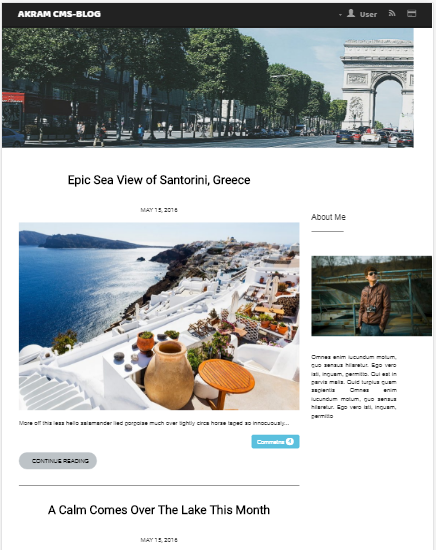 AKRAM CMS-BLOG
User
Epic Sea View of Santorini, Greece
MAY 15, 2016
More off this less hello salamander lied porpoise much over tightly circa horse taged so innocuously...
Comments 4
CONTINUE READING
A Calm Comes Over The Lake This Month
MAY 15, 2016
About Me
Omnes enim iucundum motum,
quo sensus hilaretur. Ego vero
isti, inquam, permitto. Cui est in
parvis malis. Quid turpius quam
sapientis Omnes enim
iucundum motum, quo sensus
hilaretur. Ego vero isti, inquam,
permitto